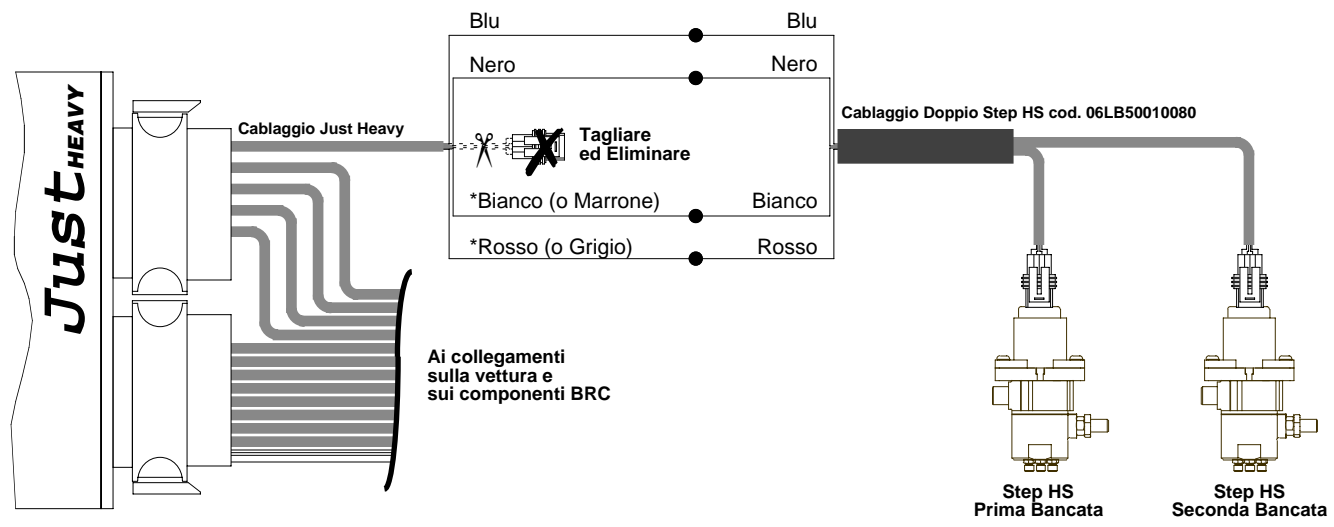 Blu
Blu
Nero
Nero
Just HEAVY
Cablaggio Just Heavy
Tagliare
ed Eliminare
Cablaggio Doppio Step HS cod. 06LB50010080
*Bianco (o Marrone)
Bianco
*Rosso (o Grigio)
Rosso
Ai collegamenti
sulla vettura e
sui componenti BRC
Step HS
Prima Bancata
Step HS
Seconda Bancata